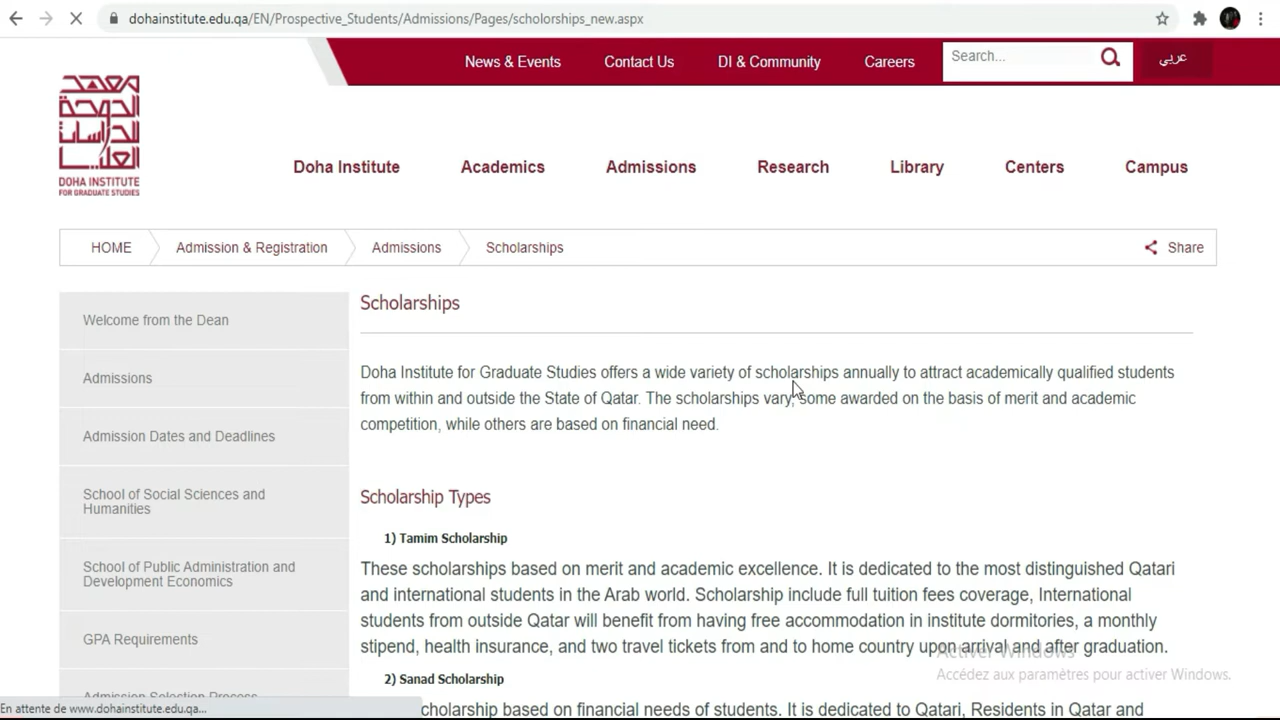 dohainstitute.edu.qa/EN/Prospective_Students/Admissions/Pages/scholorships_new.aspx
News & Events
Contact Us
DI & Community
Careers
Search...
عربي
معهد
الدوحة
للدراسات
العليا
DOHA INSTITUTE
FOR GRADUATE STUDIES
Doha Institute
Academics
Admissions
Research
Library
Centers
Campus
HOME
Admission & Registration
Admissions
Scholarships
Share
Welcome from the Dean
Admissions
Admission Dates and Deadlines
School of Social Sciences and
Humanities
School of Public Administration and
Development Economics
GPA Requirements
Admission Selection Process
Scholarships
Doha Institute for Graduate Studies offers a wide variety of scholarships annually to attract academically qualified students
from within and outside the State of Qatar. The scholarships vary, some awarded on the basis of merit and academic
competition, while others are based on financial need.
Scholarship Types
1) Tamim Scholarship
These scholarships based on merit and academic excellence. It is dedicated to the most distinguished Qatari
and international students in the Arab world. Scholarship include full tuition fees coverage, International
students from outside Qatar will benefit from having free accommodation in institute dormitories, a monthly
stipend, health insurance, and two travel tickets from and to home country upon arrival and after graduation.
2) Sanad Scholarship
cholarship based on financial needs of students. It is dedicated to Qatari, Residents in Qatar and
Activer Windows
Accédez aux paramètres pour activer Windows.
En attente de www.dohainstitute.edu.qa...